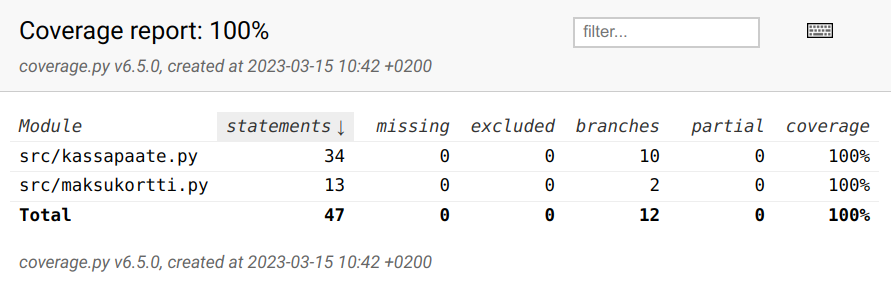 Coverage report: 100%
filter...
coverage.py v6.5.0, created at 2023-03-15 10:42 +0200
Module statements ↓ missing excluded branches partial coverage
src/kassapaate.py 34 0 0 10 0 100%
src/maksukortti.py 13 0 0 2 0 100%
Total 47 0 0 12 0 100%
coverage.py v6.5.0, created at 2023-03-15 10:42 +0200